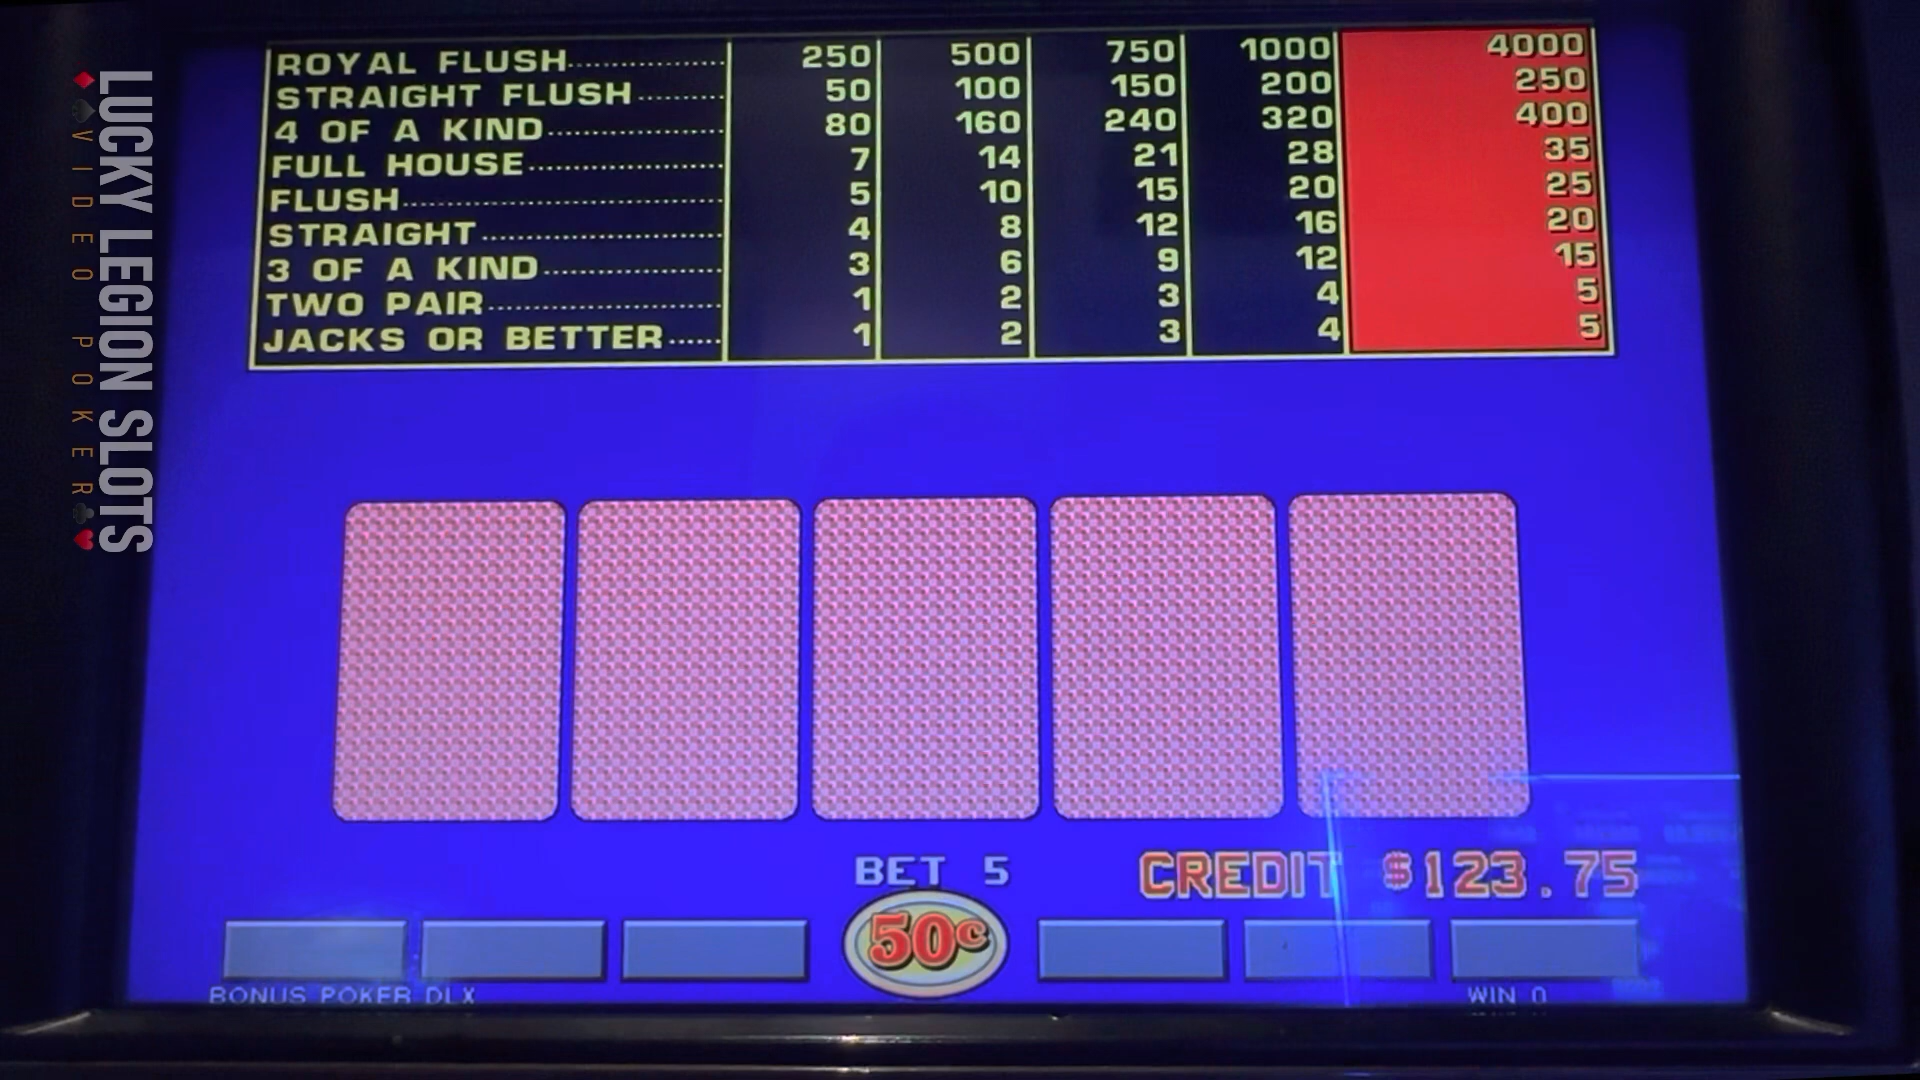 ROYAL FLUSH 250 500 750 1000 4000
STRAIGHT FLUSH 50 100 150 200 250
4 OF A KIND 80 160 240 320 400
FULL HOUSE 7 14 21 28 35
FLUSH 5 10 15 20 25
STRAIGHT 4 8 12 16 20
3 OF A KIND 3 6 9 12 15
TWO PAIR 1 2 3 4 5
JACKS OR BETTER 1 2 3 4 5
LUCKY LEGION SLOTS
VIDEO POKER
BET 5
CREDIT $123.75
50¢
BONUS POKER DLX
WIN 0